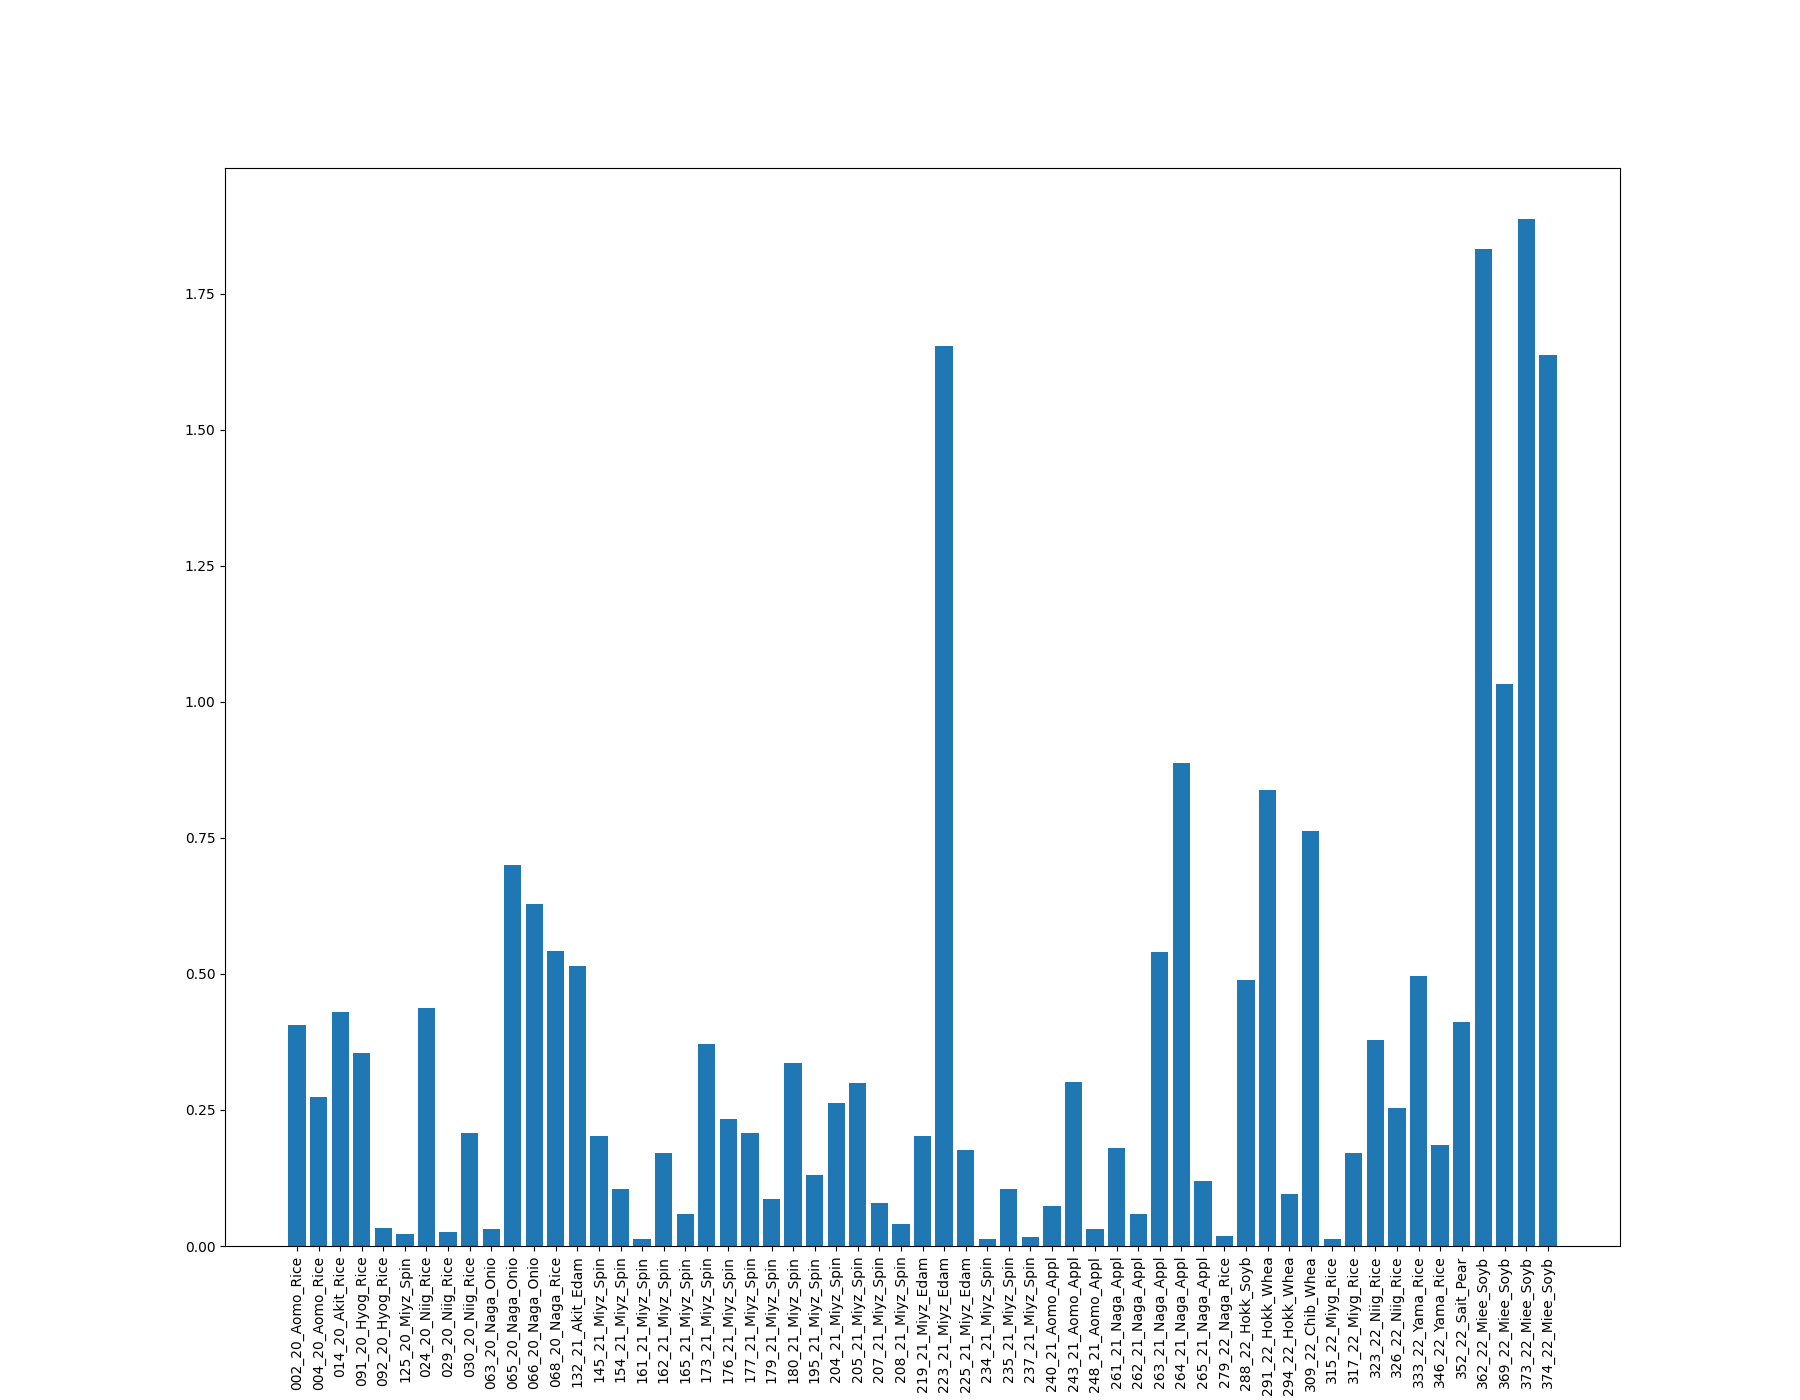 1.75
1.50
1.25
1.00
0.75
0.50
0.25
0.00
002_20_Aomo_Rice
004_20_Aomo_Rice
014_20_Akit_Rice
091_20_Hyog_Rice
092_20_Hyog_Rice
125_20_Miyz_Spin
024_20_Niig_Rice
029_20_Niig_Rice
030_20_Niig_Rice
063_20_Naga_Onio
065_20_Naga_Onio
066_20_Naga_Onio
068_20_Naga_Rice
132_21_Akit_Edam
145_21_Miyz_Spin
154_21_Miyz_Spin
161_21_Miyz_Spin
162_21_Miyz_Spin
165_21_Miyz_Spin
173_21_Miyz_Spin
176_21_Miyz_Spin
177_21_Miyz_Spin
179_21_Miyz_Spin
180_21_Miyz_Spin
195_21_Miyz_Spin
204_21_Miyz_Spin
205_21_Miyz_Spin
207_21_Miyz_Spin
208_21_Miyz_Spin
219_21_Miyz_Edam
223_21_Miyz_Edam
225_21_Miyz_Edam
234_21_Miyz_Spin
235_21_Miyz_Spin
237_21_Miyz_Spin
240_21_Aomo_Appl
243_21_Aomo_Appl
248_21_Aomo_Appl
261_21_Naga_Appl
262_21_Naga_Appl
263_21_Naga_Appl
264_21_Naga_Appl
265_21_Naga_Appl
279_22_Naga_Rice
288_22_Hokk_Soyb
291_22_Hokk_Whea
294_22_Hokk_Whea
309_22_Chib_Whea
315_22_Miyg_Rice
317_22_Miyg_Rice
323_22_Niig_Rice
326_22_Niig_Rice
333_22_Yama_Rice
346_22_Yama_Rice
352_22_Sait_Pear
362_22_Miee_Soyb
369_22_Miee_Soyb
373_22_Miee_Soyb
374_22_Miee_Soyb